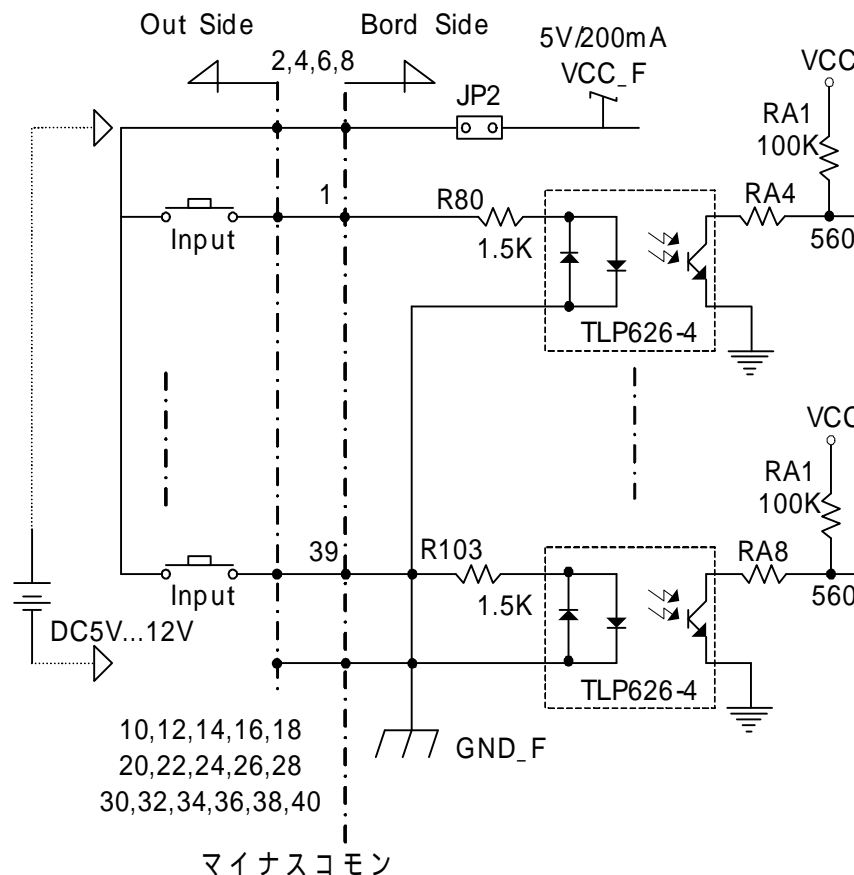 Out Side
Bord Side
5V/200mA
VCC_F
2,4,6,8
JP2
VCC
RA1
100K
1
R80
1.5K
RA4
560
Input
TLP626-4
VCC
RA1
100K
39
R103
1.5K
RA8
560
Input
DC5V...12V
TLP626-4
10,12,14,16,18
20,22,24,26,28
30,32,34,36,38,40
GND_F
マイナスコモン